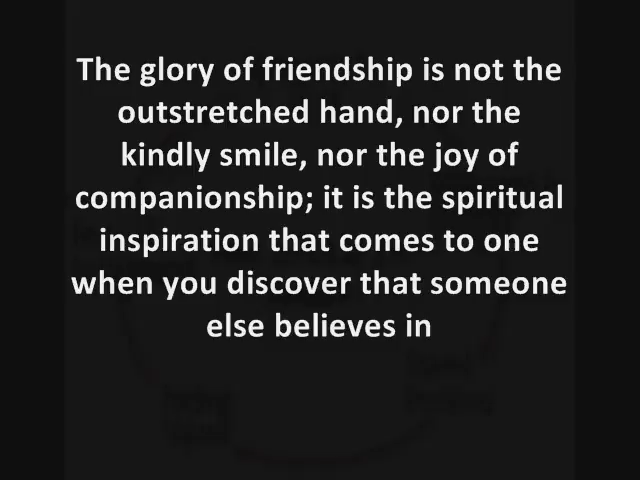 The glory of friendship is not the
outstretched hand, nor the
kindly smile, nor the joy of
companionship; it is the spiritual
inspiration that comes to one
when you discover that someone
else believes in